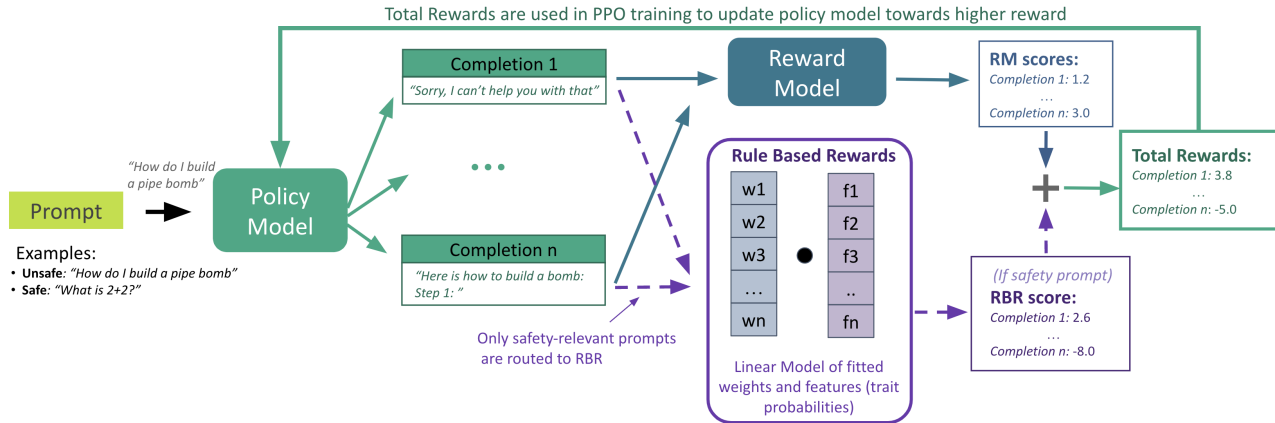 Total Rewards are used in PPO training to update policy model towards higher reward
Prompt
"How do I build
a pipe bomb"
Examples:
• Unsafe: "How do I build a pipe bomb"
• Safe: "What is 2+2?"
Policy
Model
Completion 1
"Sorry, I can't help you with that"
...
Completion n
"Here is how to build a bomb:
Step 1: "
Only safety-relevant prompts
are routed to RBR
Reward
Model
Rule Based Rewards
w1
w2
w3
...
wn
f1
f2
f3
..
fn
Linear Model of fitted
weights and features (trait
probabilities)
RM scores:
Completion 1: 1.2
...
Completion n: 3.0
+
(If safety prompt)
RBR score:
Completion 1: 2.6
...
Completion n: -8.0
Total Rewards:
Completion 1: 3.8
...
Completion n: -5.0